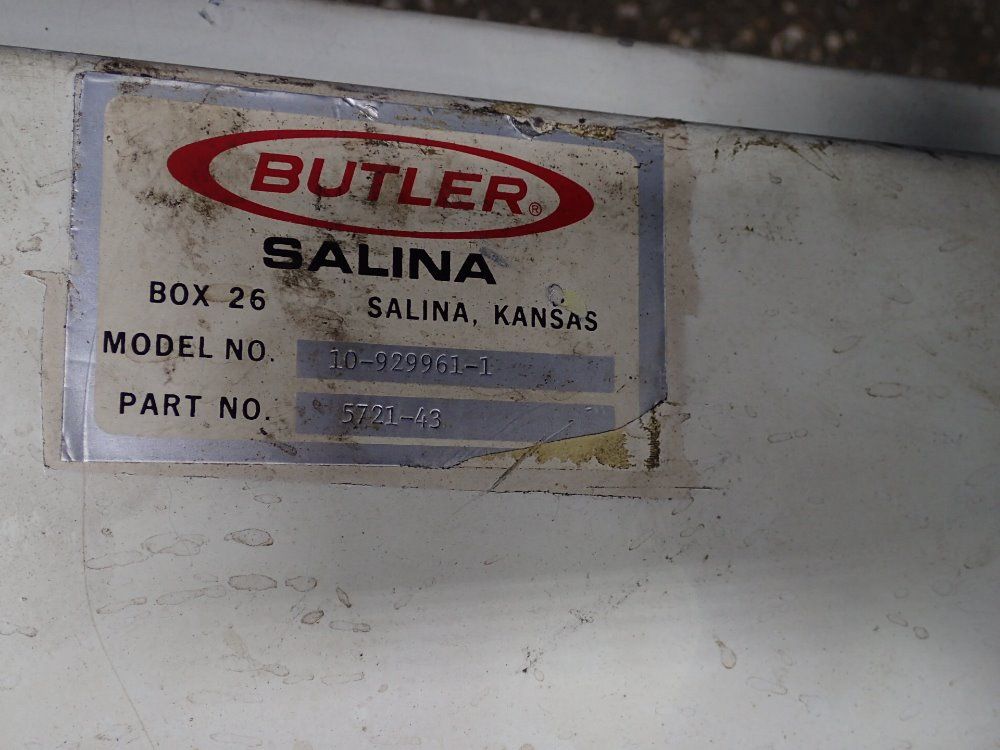 BUTLER®
SALINA
BOX 26 SALINA, KANSAS
MODEL NO. 10-929961-1
PART NO. 5721-43